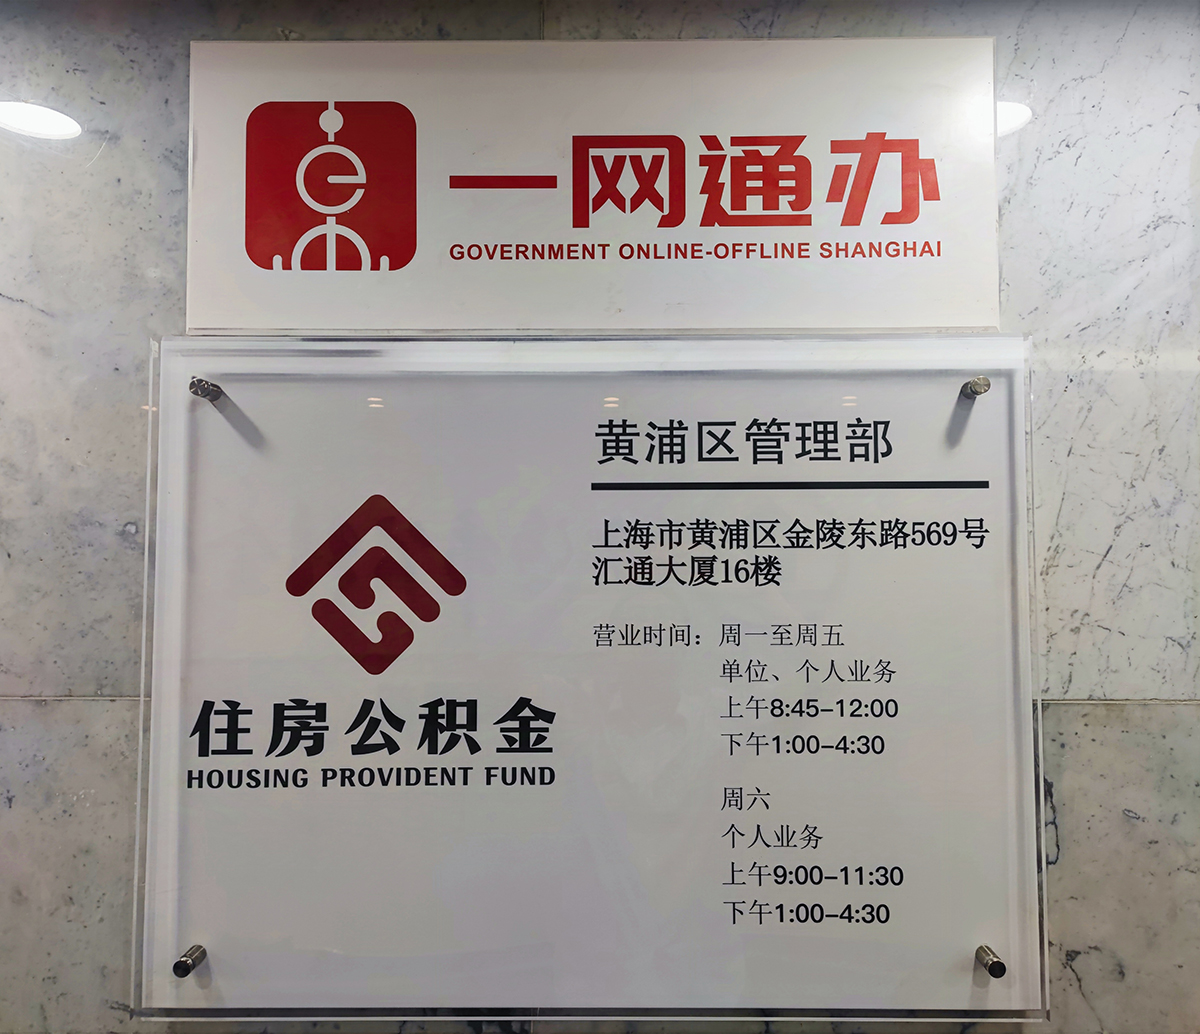 一网通办
GOVERNMENT ONLINE-OFFLINE SHANGHAI
住房公积金
HOUSING PROVIDENT FUND
黄浦区管理部
上海市黄浦区金陵东路569号
汇通大厦16楼
营业时间：周一至周五
单位、个人业务
上午8:45-12:00
下午1:00-4:30
周六
个人业务
上午9:00-11:30
下午1:00-4:30